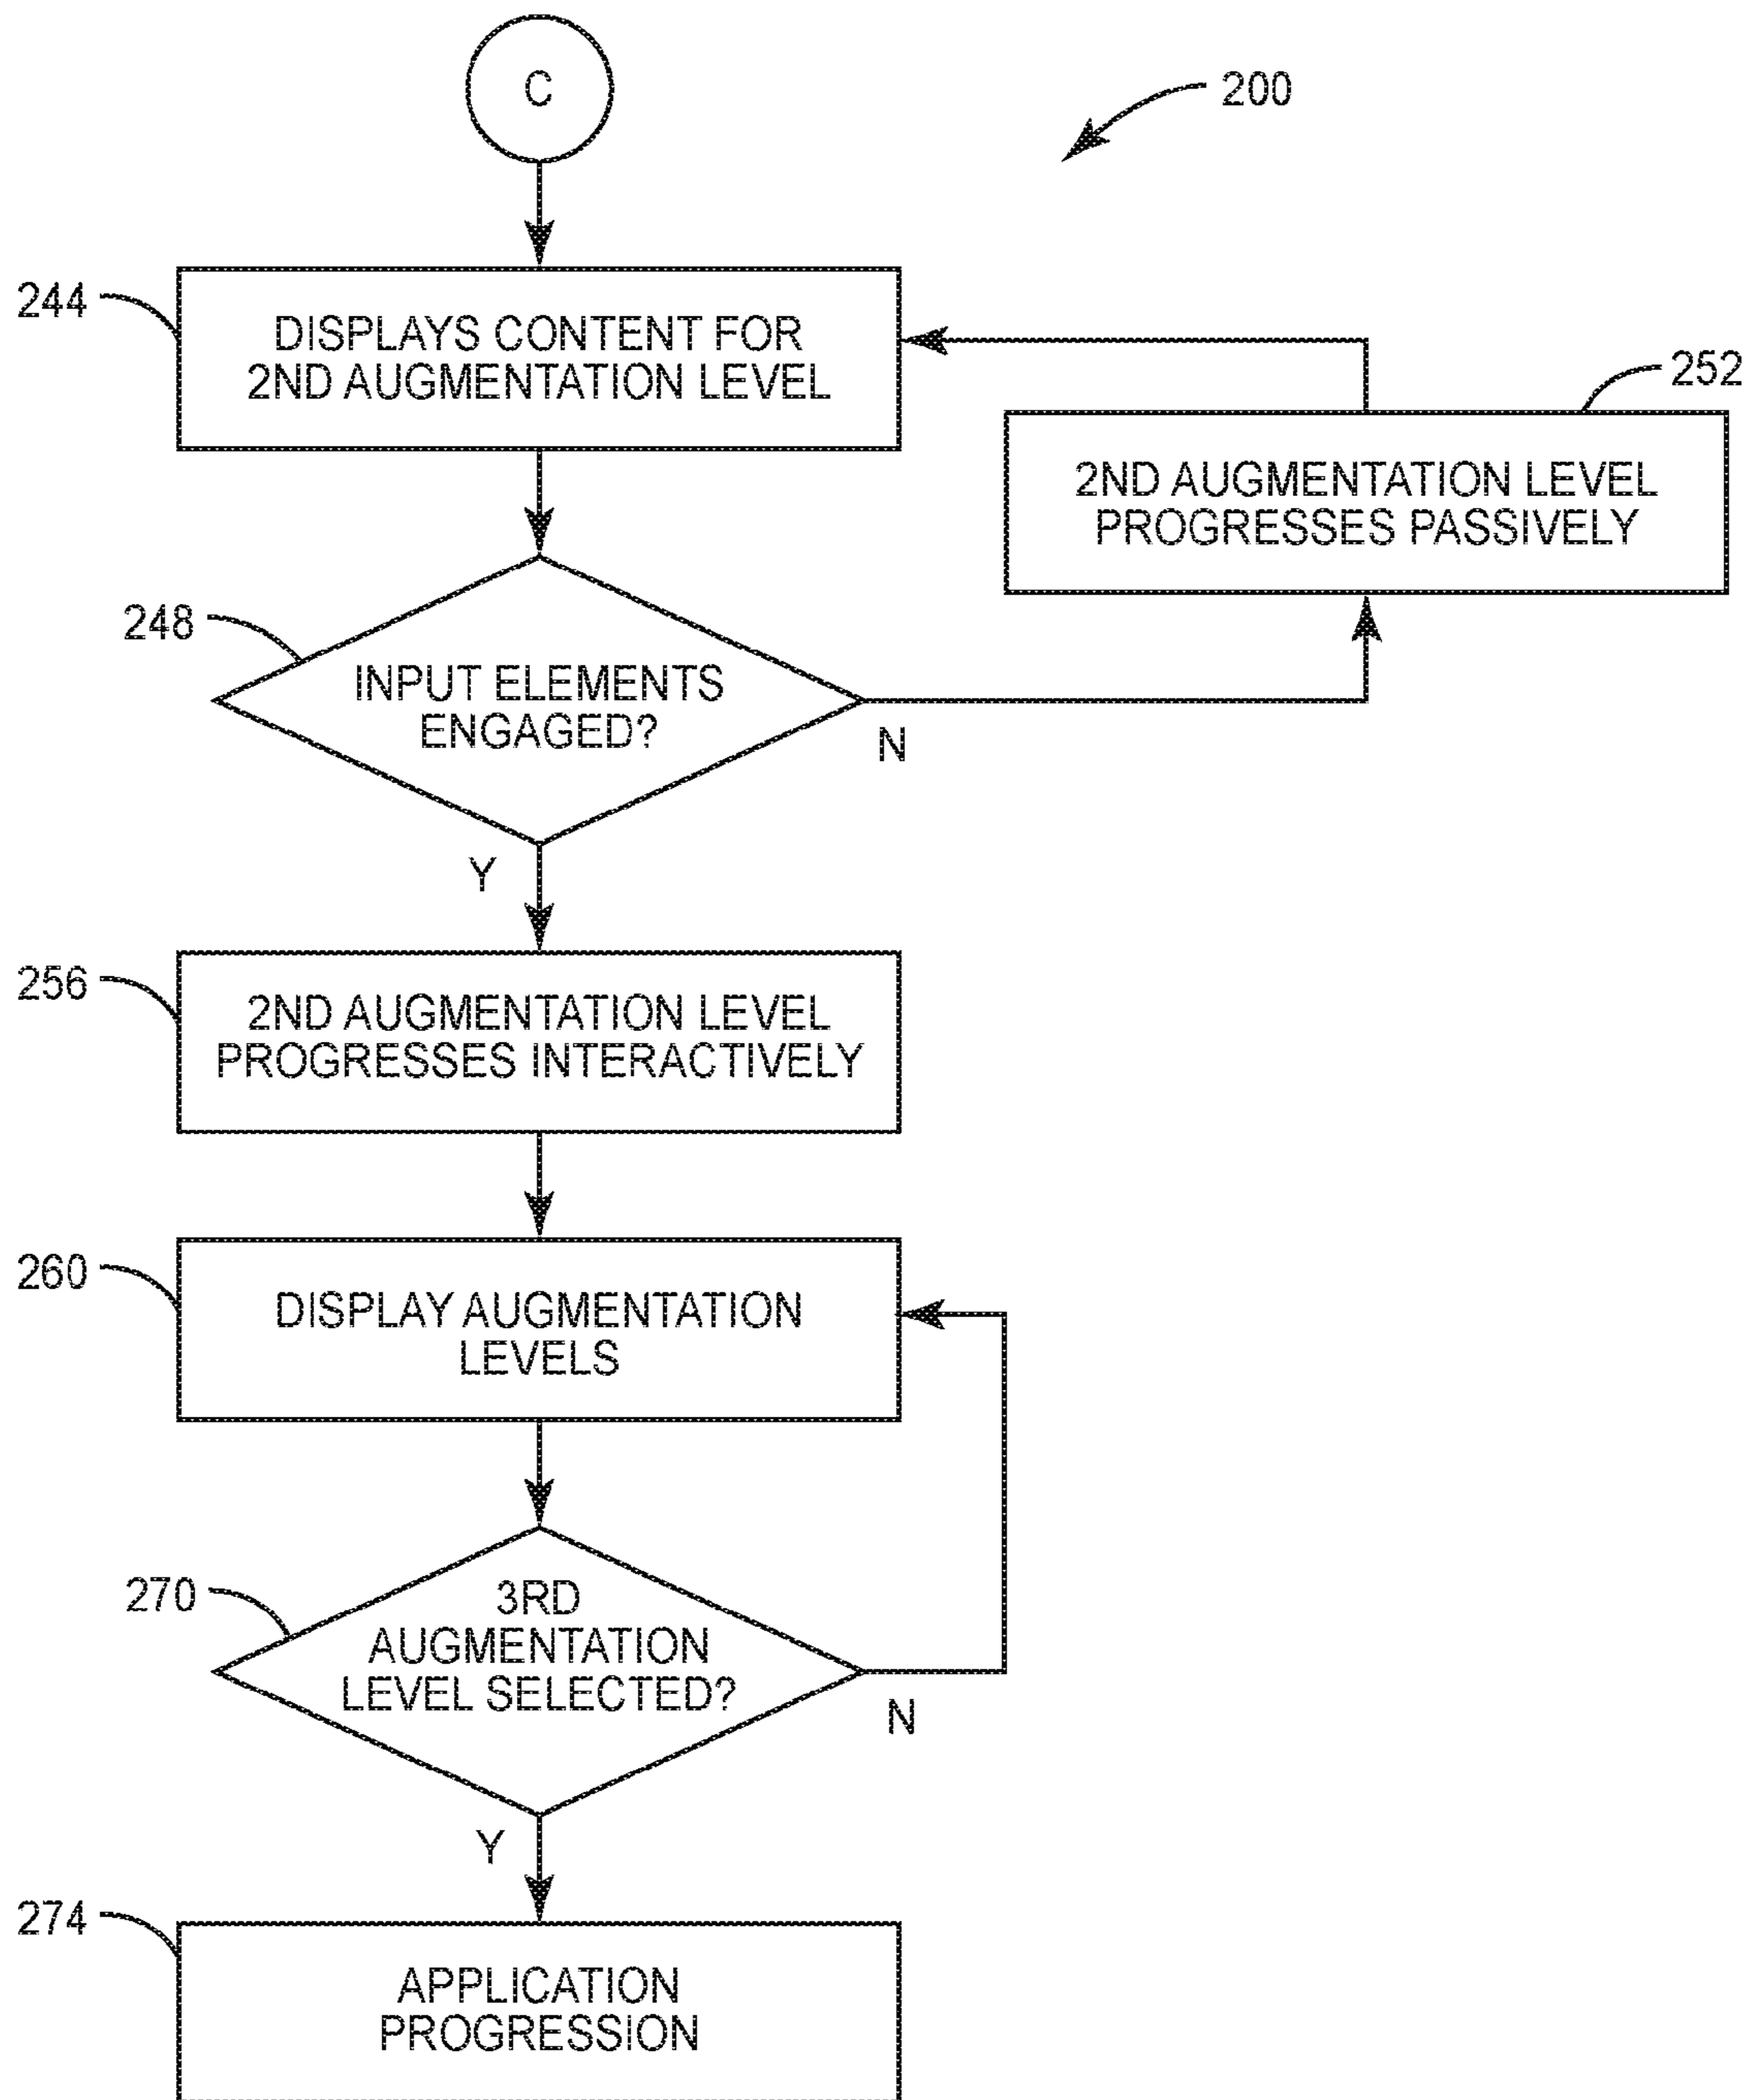 C
200
244
DISPLAYS CONTENT FOR
2ND AUGMENTATION LEVEL
252
2ND AUGMENTATION LEVEL
PROGRESSES PASSIVELY
248
INPUT ELEMENTS
ENGAGED?
N
Y
256
2ND AUGMENTATION LEVEL
PROGRESSES INTERACTIVELY
260
DISPLAY AUGMENTATION
LEVELS
270
3RD
AUGMENTATION
LEVEL SELECTED?
N
Y
274
APPLICATION
PROGRESSION